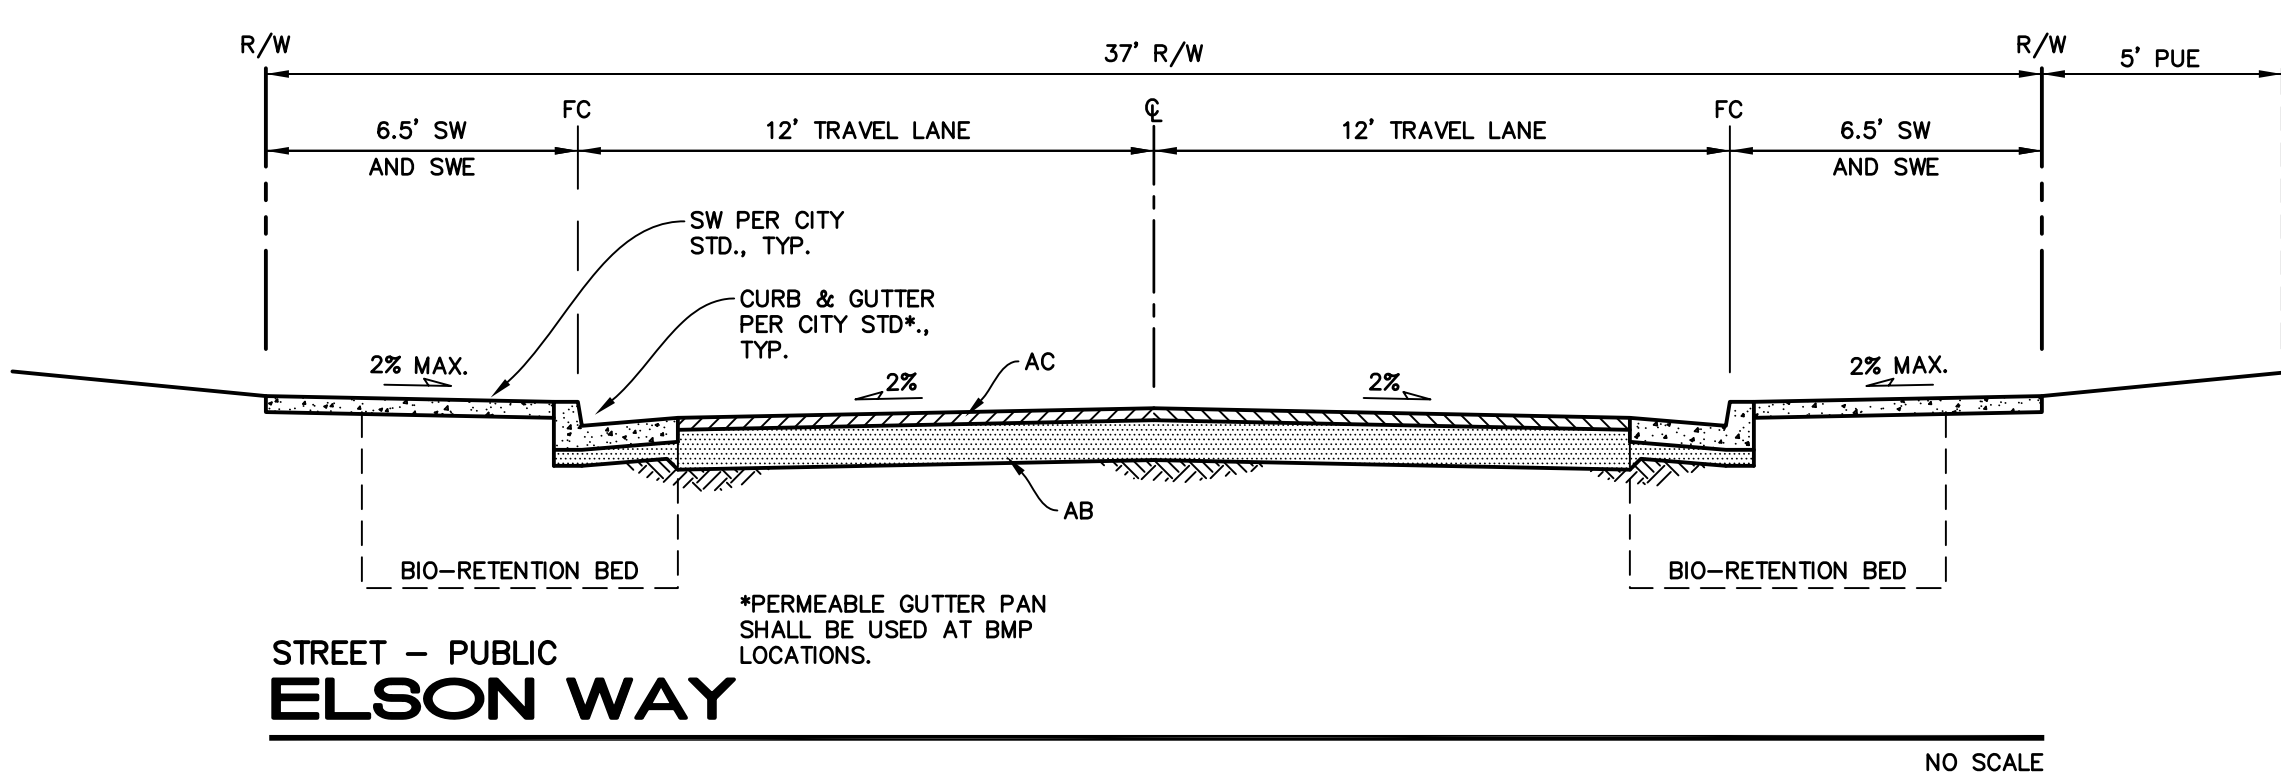 R/W
37' R/W
R/W
5' PUE
FC
℄
FC
6.5' SW
AND SWE
12' TRAVEL LANE
12' TRAVEL LANE
6.5' SW
AND SWE
SW PER CITY
STD., TYP.
CURB & GUTTER
PER CITY STD*.,
TYP.
2% MAX.
2%
AC
2%
2% MAX.
AB
BIO-RETENTION BED
BIO-RETENTION BED
*PERMEABLE GUTTER PAN
SHALL BE USED AT BMP
LOCATIONS.
STREET - PUBLIC
ELSON WAY
NO SCALE